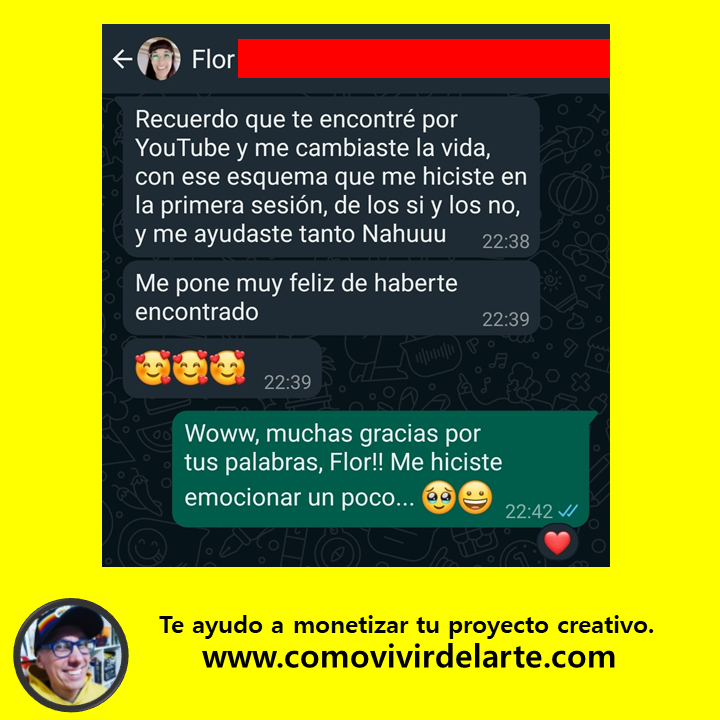 Flor
Recuerdo que te encontré por
YouTube y me cambiaste la vida,
con ese esquema que me hiciste en
la primera sesión, de los si y los no,
y me ayudaste tanto Nahuuu 22:38
Me pone muy feliz de haberte
encontrado 22:39
🥰🥰🥰 22:39
Woww, muchas gracias por
tus palabras, Flor!! Me hiciste
emocionar un poco... 🥹😀 22:42
Te ayudo a monetizar tu proyecto creativo.
www.comovivirdelarte.com